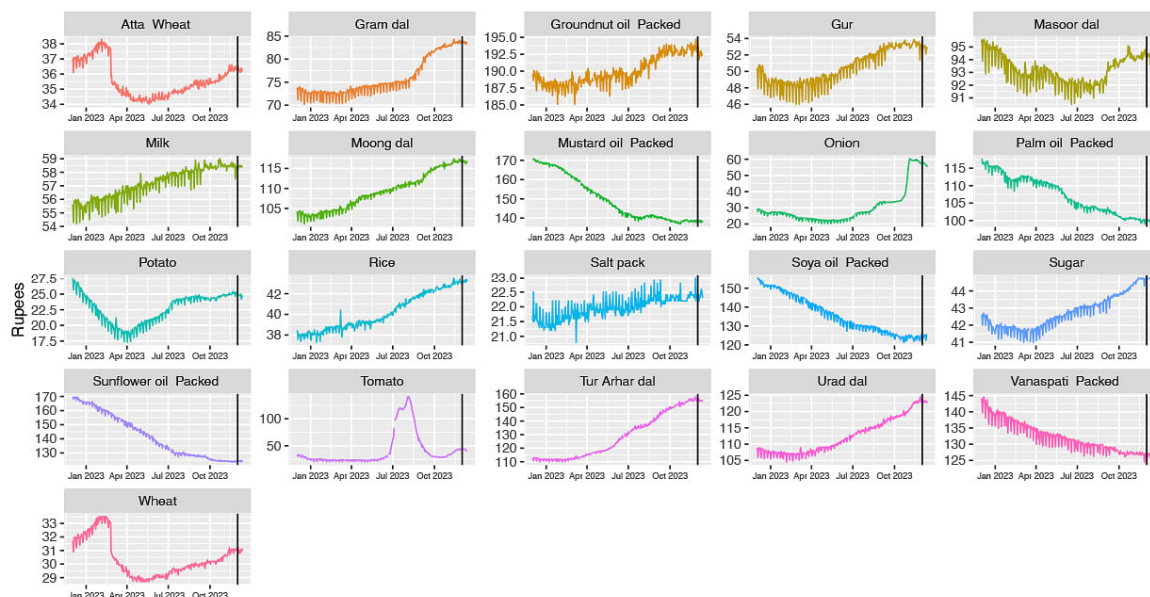 Atta Wheat
Gram dal
Groundnut oil Packed
Gur
Masoor dal
38
37
36
35
34
85
80
75
70
195.0
192.5
190.0
187.5
185.0
54
52
50
48
46
95
94
93
92
91
Jan 2023 Apr 2023 Jul 2023 Oct 2023
Jan 2023 Apr 2023 Jul 2023 Oct 2023
Jan 2023 Apr 2023 Jul 2023 Oct 2023
Jan 2023 Apr 2023 Jul 2023 Oct 2023
Jan 2023 Apr 2023 Jul 2023 Oct 2023
Milk
Moong dal
Mustard oil Packed
Onion
Palm oil Packed
59
58
57
56
55
54
115
110
105
170
160
150
140
60
50
40
30
20
115
110
105
100
Jan 2023 Apr 2023 Jul 2023 Oct 2023
Jan 2023 Apr 2023 Jul 2023 Oct 2023
Jan 2023 Apr 2023 Jul 2023 Oct 2023
Jan 2023 Apr 2023 Jul 2023 Oct 2023
Jan 2023 Apr 2023 Jul 2023 Oct 2023
Rupees
Potato
Rice
Salt pack
Soya oil Packed
Sugar
27.5
25.0
22.5
20.0
17.5
42
40
38
23.0
22.5
22.0
21.5
21.0
150
140
130
120
44
43
42
41
Jan 2023 Apr 2023 Jul 2023 Oct 2023
Jan 2023 Apr 2023 Jul 2023 Oct 2023
Jan 2023 Apr 2023 Jul 2023 Oct 2023
Jan 2023 Apr 2023 Jul 2023 Oct 2023
Jan 2023 Apr 2023 Jul 2023 Oct 2023
Sunflower oil Packed
Tomato
Tur Arhar dal
Urad dal
Vanaspati Packed
170
160
150
140
130
100
50
160
150
140
130
120
110
125
120
115
110
105
145
140
135
130
125
Jan 2023 Apr 2023 Jul 2023 Oct 2023
Jan 2023 Apr 2023 Jul 2023 Oct 2023
Jan 2023 Apr 2023 Jul 2023 Oct 2023
Jan 2023 Apr 2023 Jul 2023 Oct 2023
Jan 2023 Apr 2023 Jul 2023 Oct 2023
Wheat
33
32
31
30
29
Jan 2023 Apr 2023 Jul 2023 Oct 2023